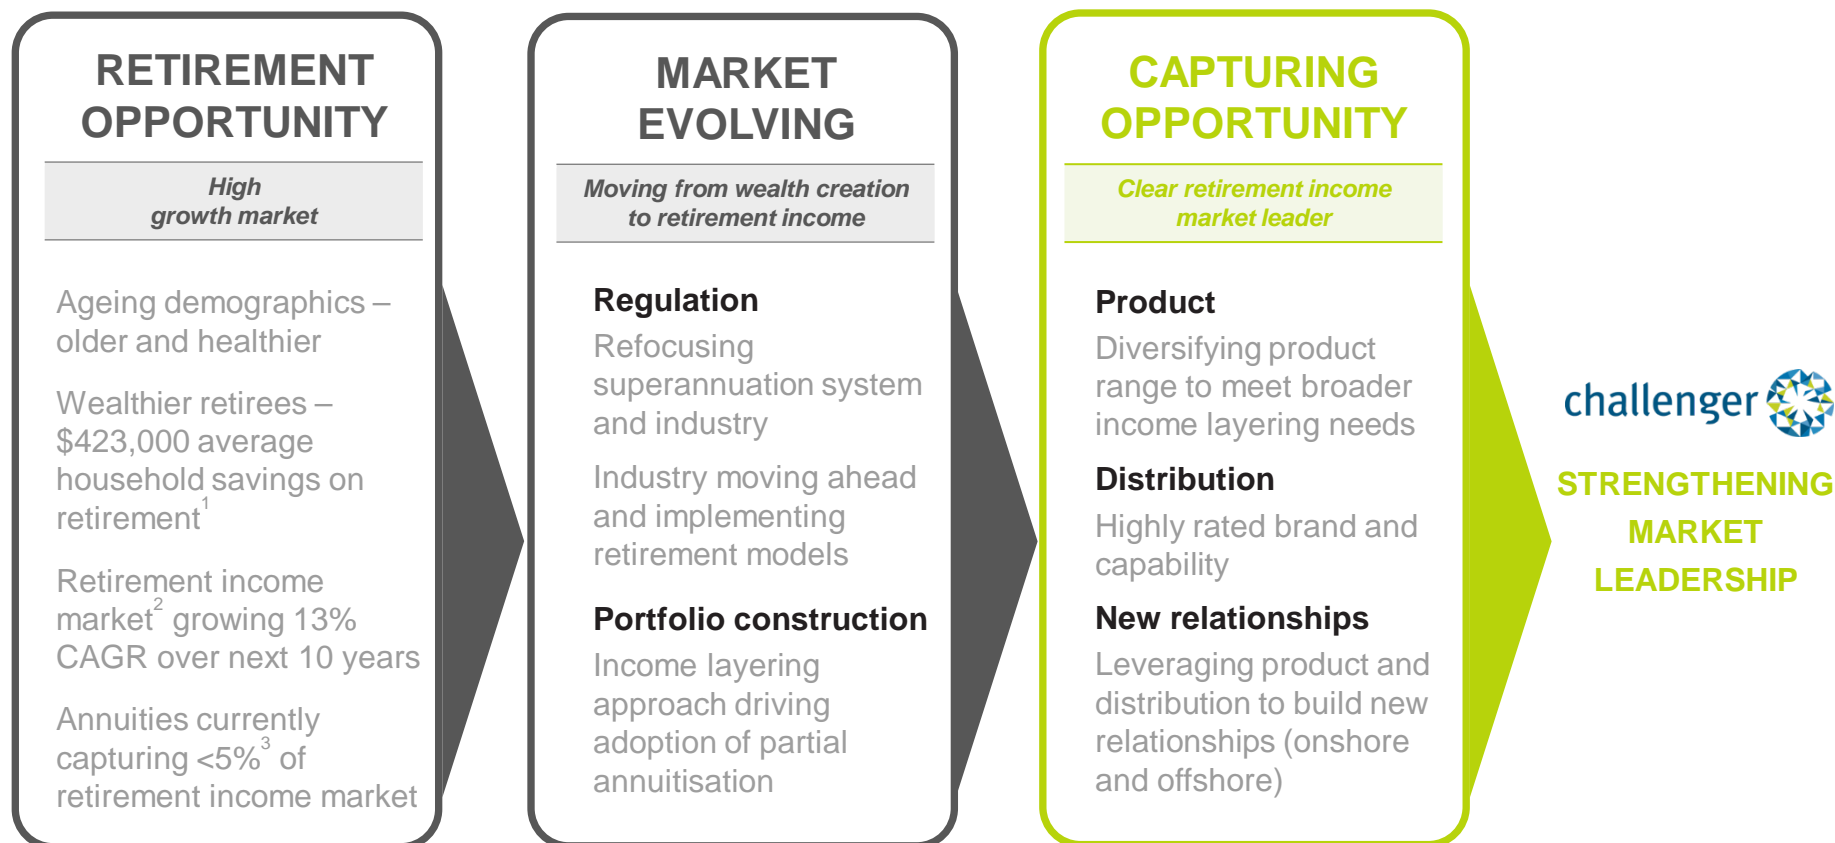 RETIREMENT
OPPORTUNITY
High
growth market
Ageing demographics –
older and healthier
Wealthier retirees –
$423,000 average
household savings on
retirement1
Retirement income
market2 growing 13%
CAGR over next 10 years
Annuities currently
capturing <5%3 of
retirement income market
MARKET
EVOLVING
Moving from wealth creation
to retirement income
Regulation
Refocusing
superannuation system
and industry
Industry moving ahead
and implementing
retirement models
Portfolio construction
Income layering
approach driving
adoption of partial
annuitisation
CAPTURING
OPPORTUNITY
Clear retirement income
market leader
Product
Diversifying product
range to meet broader
income layering needs
Distribution
Highly rated brand and
capability
New relationships
Leveraging product and
distribution to build new
relationships (onshore
and offshore)
challenger
STRENGTHENING
MARKET
LEADERSHIP